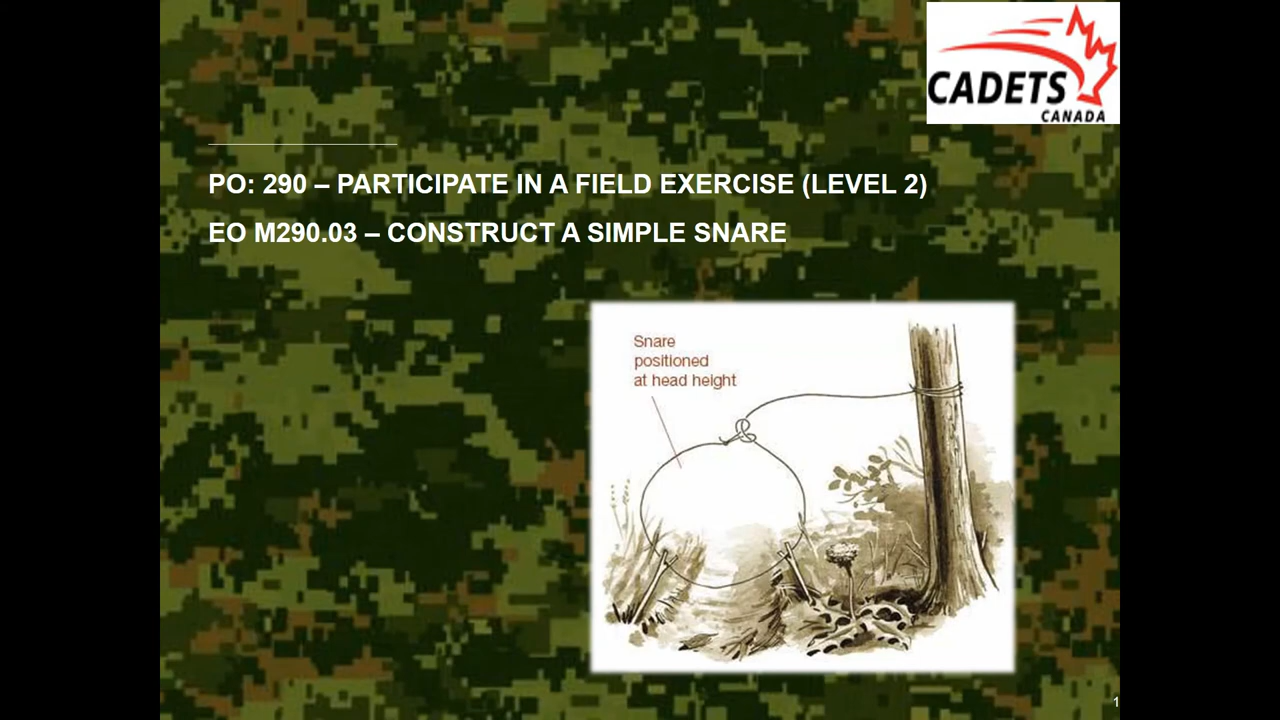 CADETS
CANADA
PO: 290 – PARTICIPATE IN A FIELD EXERCISE (LEVEL 2)
EO M290.03 – CONSTRUCT A SIMPLE SNARE
Snare
positioned
at head height
1